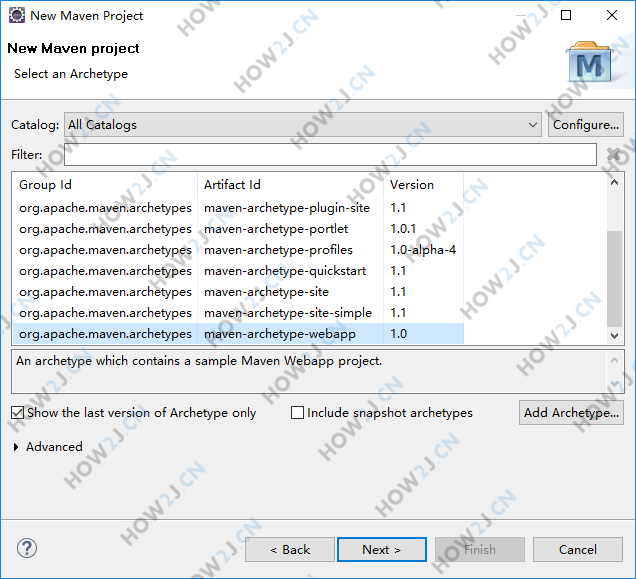 New Maven Project
New Maven project
Select an Archetype
M
Catalog: All Catalogs Configure...
Filter:
Group Id Artifact Id Version
org.apache.maven.archetypes maven-archetype-plugin-site 1.1
org.apache.maven.archetypes maven-archetype-portlet 1.0.1
org.apache.maven.archetypes maven-archetype-profiles 1.0-alpha-4
org.apache.maven.archetypes maven-archetype-quickstart 1.1
org.apache.maven.archetypes maven-archetype-site 1.1
org.apache.maven.archetypes maven-archetype-site-simple 1.1
org.apache.maven.archetypes maven-archetype-webapp 1.0
An archetype which contains a sample Maven Webapp project.
Show the last version of Archetype only Include snapshot archetypes Add Archetype...
Advanced
? < Back Next > Finish Cancel
HOW2J.CN